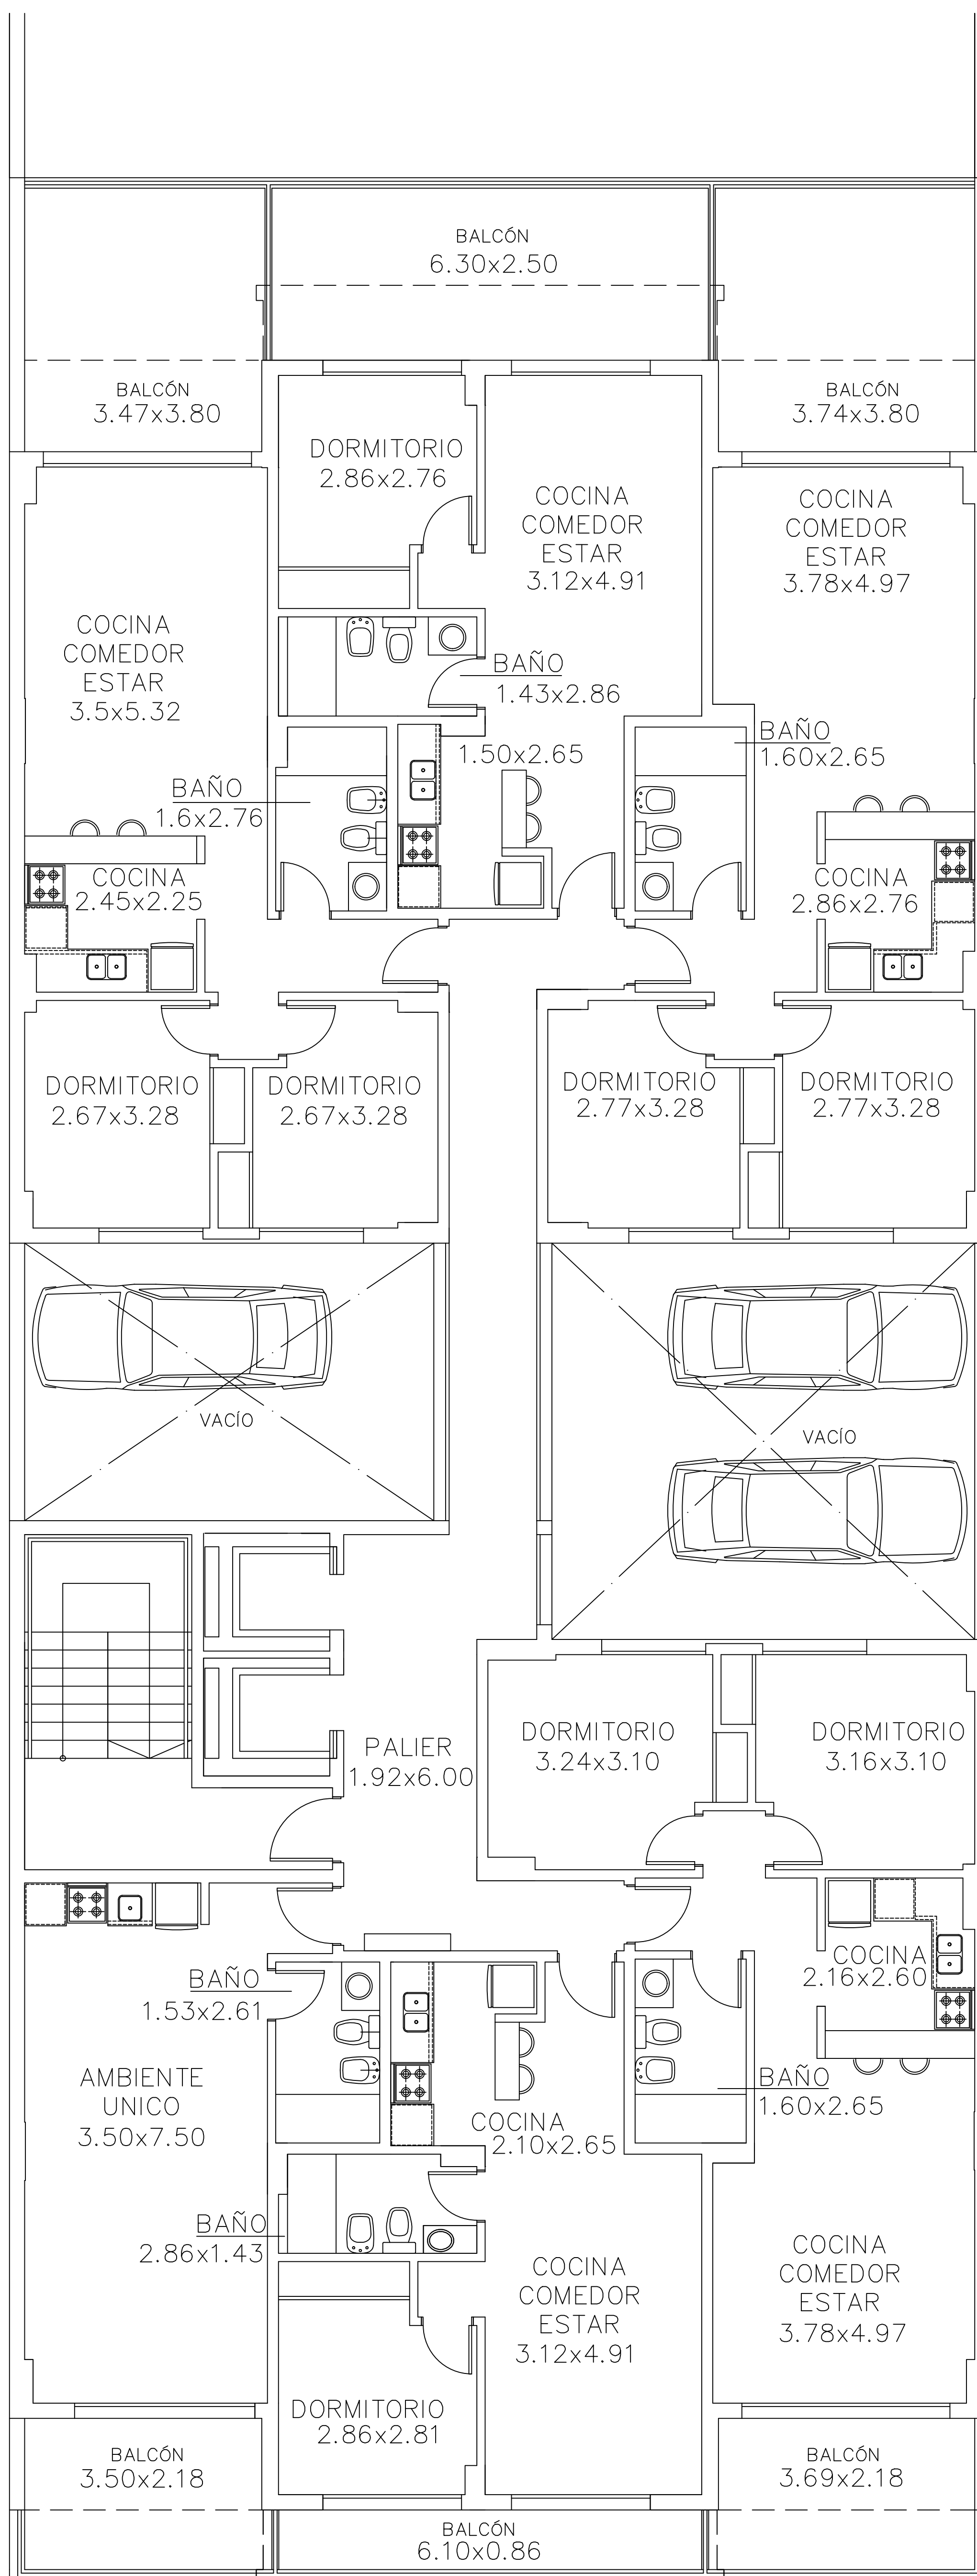 BALCÓN
6.30x2.50
BALCÓN
3.47x3.80
BALCÓN
3.74x3.80
DORMITORIO
2.86x2.76
COCINA
COMEDOR
ESTAR
3.12x4.91
COCINA
COMEDOR
ESTAR
3.78x4.97
COCINA
COMEDOR
ESTAR
3.5x5.32
BAÑO
1.43x2.86
1.50x2.65
BAÑO
1.60x2.65
BAÑO
1.6x2.76
COCINA
2.45x2.25
COCINA
2.86x2.76
DORMITORIO
2.67x3.28
DORMITORIO
2.67x3.28
DORMITORIO
2.77x3.28
DORMITORIO
2.77x3.28
VACÍO
VACÍO
DORMITORIO
3.24x3.10
DORMITORIO
3.16x3.10
PALIER
1.92x6.00
COCINA
2.16x2.60
BAÑO
1.53x2.61
AMBIENTE
UNICO
3.50x7.50
BAÑO
1.60x2.65
COCINA
2.10x2.65
BAÑO
2.86x1.43
COCINA
COMEDOR
ESTAR
3.12x4.91
COCINA
COMEDOR
ESTAR
3.78x4.97
DORMITORIO
2.86x2.81
BALCÓN
3.50x2.18
BALCÓN
3.69x2.18
BALCÓN
6.10x0.86